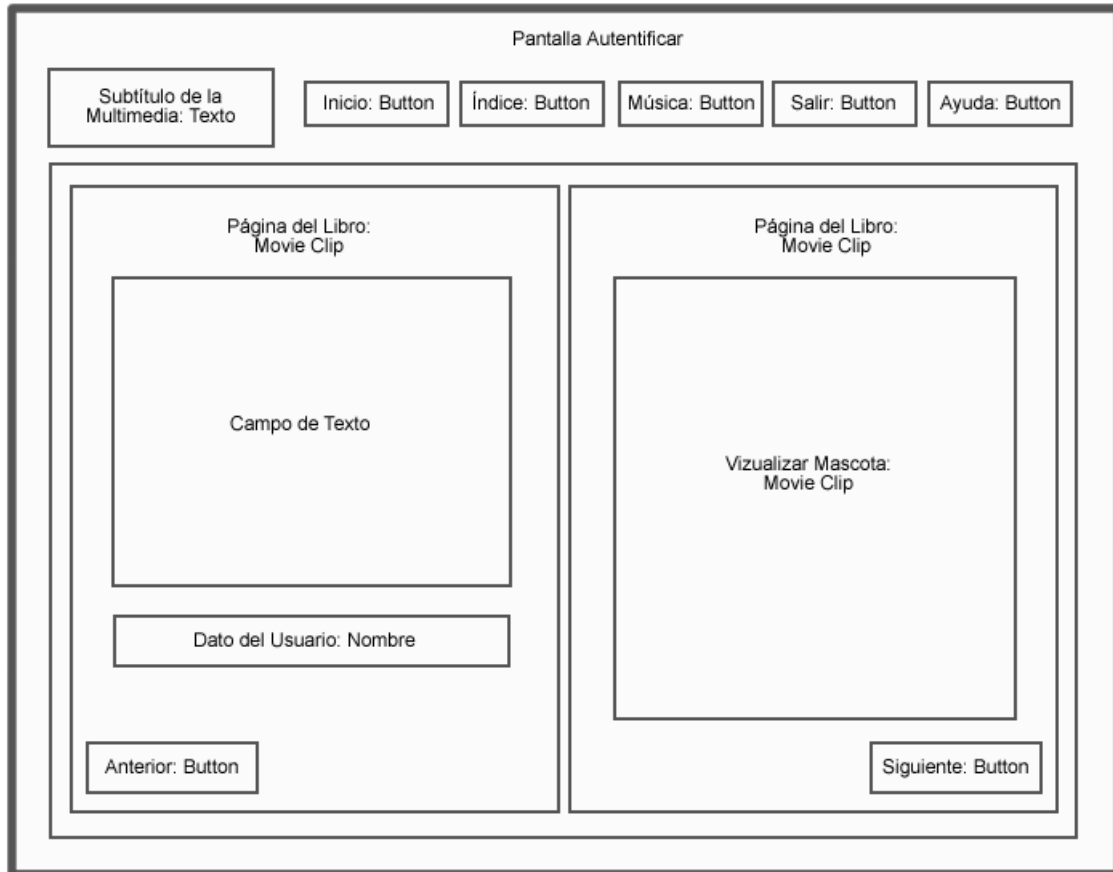 Pantalla Autentificar
Subtítulo de la
Multimedia: Texto
Inicio: Button
Índice: Button
Música: Button
Salir: Button
Ayuda: Button
Página del Libro:
Movie Clip
Campo de Texto
Dato del Usuario: Nombre
Anterior: Button
Página del Libro:
Movie Clip
Vizualizar Mascota:
Movie Clip
Siguiente: Button